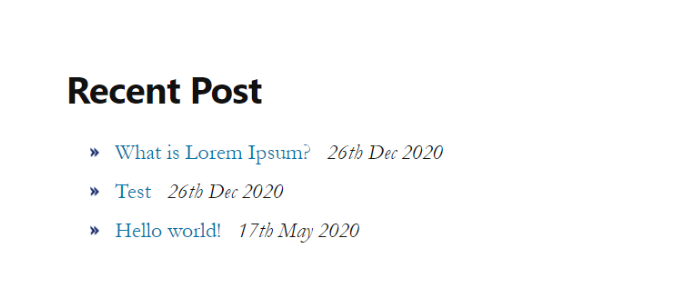 Recent Post
» What is Lorem Ipsum? 26th Dec 2020
» Test 26th Dec 2020
» Hello world! 17th May 2020